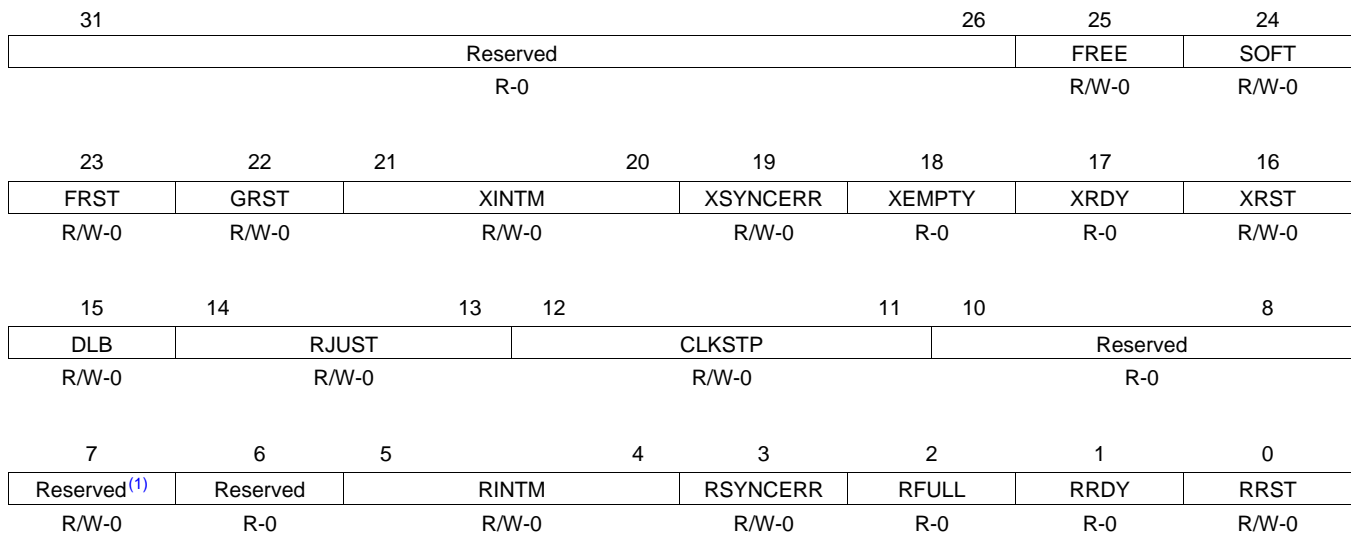 31 26 25 24
Reserved FREE SOFT
R-0 R/W-0 R/W-0
23 22 21 20 19 18 17 16
FRST GRST XINTM XSYNCERR XEMPTY XRDY XRST
R/W-0 R/W-0 R/W-0 R/W-0 R-0 R-0 R/W-0
15 14 13 12 11 10 8
DLB RJUST CLKSTP Reserved
R/W-0 R/W-0 R/W-0 R-0
7 6 5 4 3 2 1 0
Reserved(1) Reserved RINTM RSYNCERR RFULL RRDY RRST
R/W-0 R-0 R/W-0 R/W-0 R-0 R-0 R/W-0